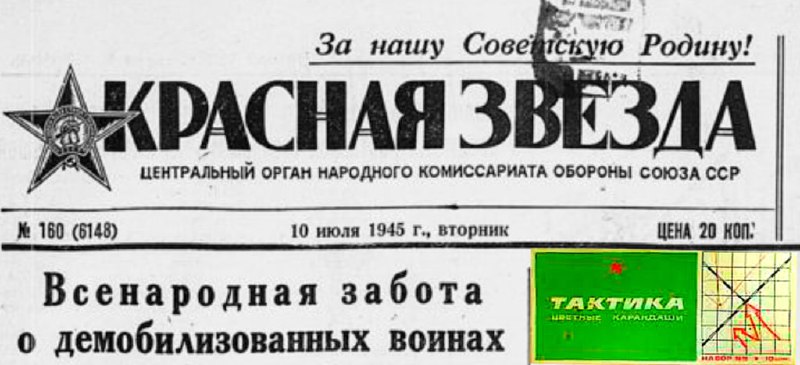 За нашу Советскую Родину!
КРАСНАЯ ЗВЕЗДА
ЦЕНТРАЛЬНЫЙ ОРГАН НАРОДНОГО КОМИССАРИАТА ОБОРОНЫ СОЮЗА ССР
№ 160 (6148)
10 июля 1945 г., вторник
ЦЕНА 20 КОП.
Всенародная забота
о демобилизованных воинах
ТАКТИКА
ЦВЕТНЫЕ КАРАНДАШИ
НАБОР